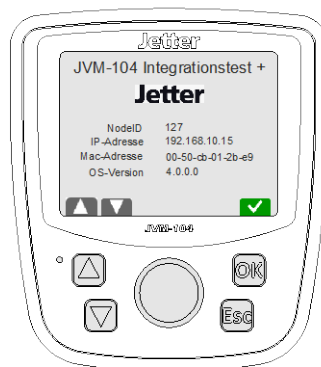 Jetter
JVM-104 Integrationstest +
Jetter
NodeID 127
IP-Adresse 192.168.10.15
Mac-Adresse 00-50-cb-01-2b-e9
OS-Version 4.0.0.0
JVM-104
OK
Esc